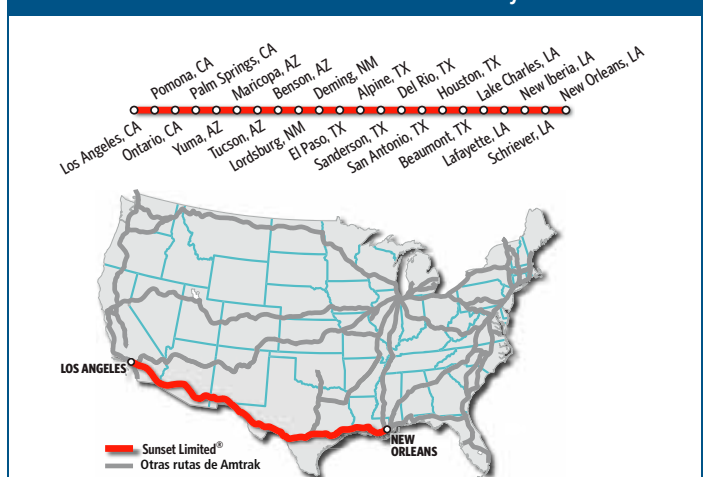 Pomona, CA
Palm Springs, CA
Maricopa, AZ
Benson, AZ
Deming, NM
Alpine, TX
Del Rio, TX
Houston, TX
Lake Charles, LA
New Iberia, LA
New Orleans, LA
Los Angeles, CA
Ontario, CA
Yuma, AZ
Tucson, AZ
Lordsburg, NM
El Paso, TX
Sanderson, TX
San Antonio, TX
Beaumont, TX
Lafayette, LA
Schriever, LA
LOS ANGELES
NEW
ORLEANS
Sunset Limited®
Otras rutas de Amtrak